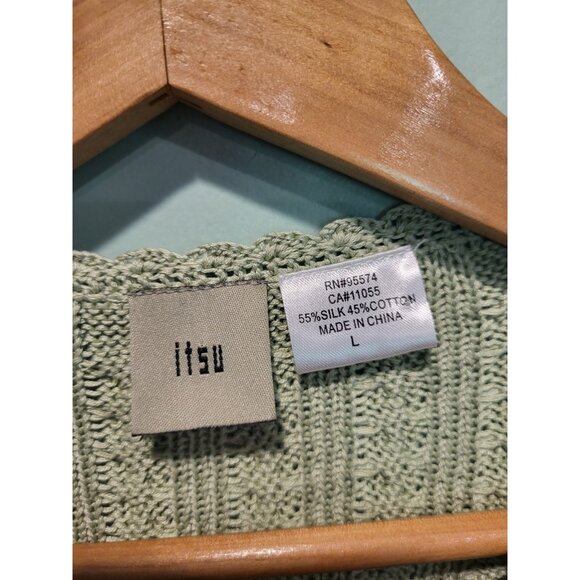 itsu
RN#95574
CA#11055
55%SILK 45%COTTON
MADE IN CHINA
L